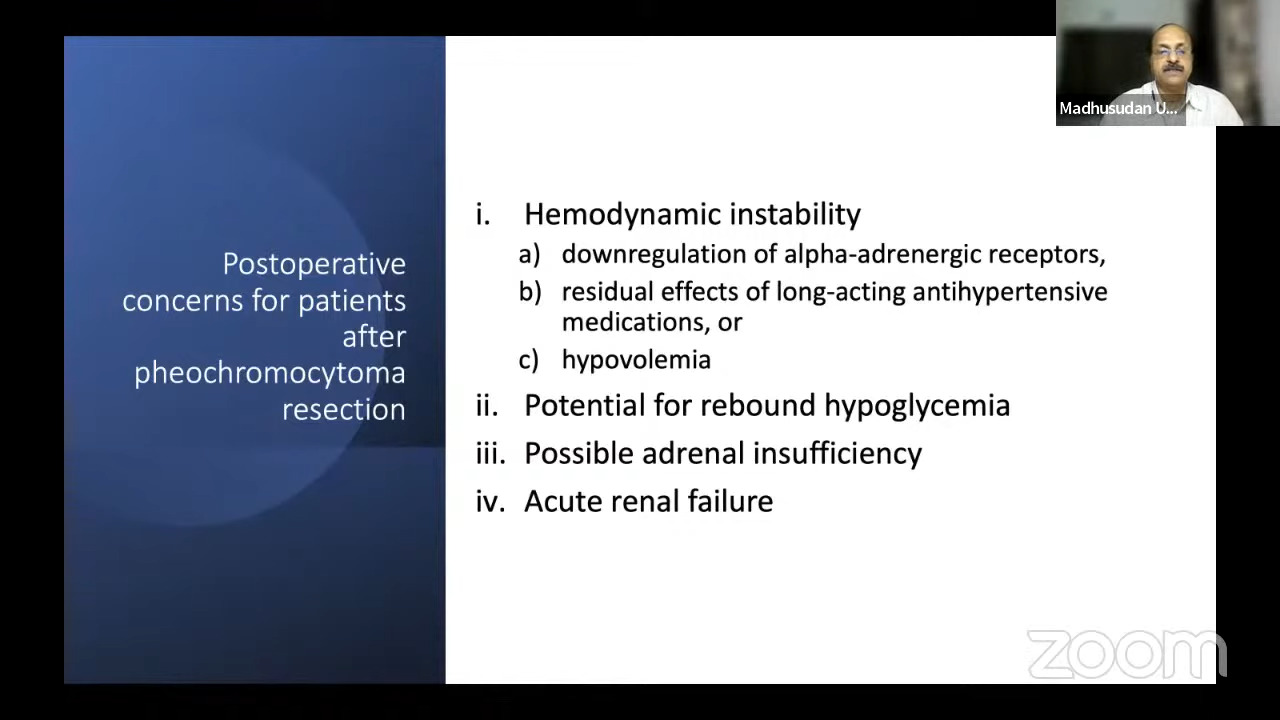 Madhusudan U...
Postoperative
concerns for patients
after
pheochromocytoma
resection
i. Hemodynamic instability
a) downregulation of alpha-adrenergic receptors,
b) residual effects of long-acting antihypertensive
medications, or
c) hypovolemia
ii. Potential for rebound hypoglycemia
iii. Possible adrenal insufficiency
iv. Acute renal failure
zoom